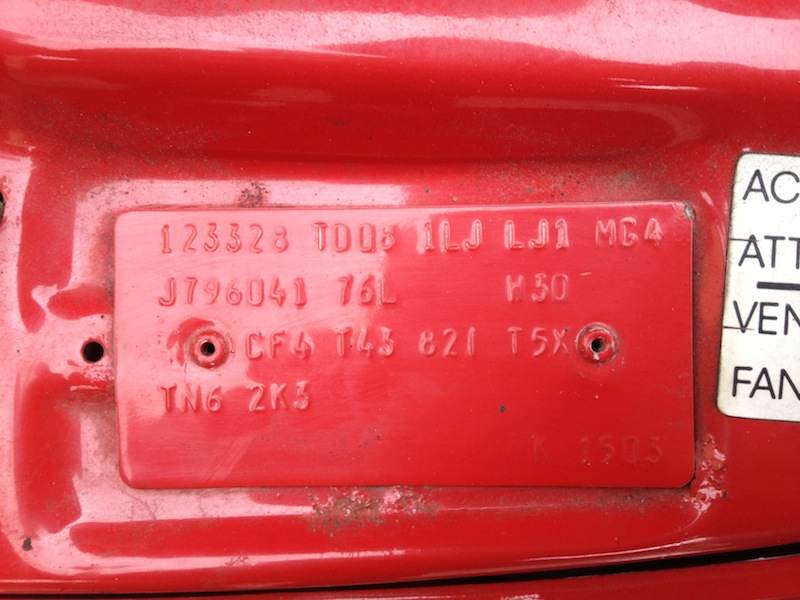 123328 TD08 1LJ LJ1 MG4
J796041 76L W30
CF4 T43 821 T5X
TN6 2K3
K 1503
AC
ATT
VEN
FAN